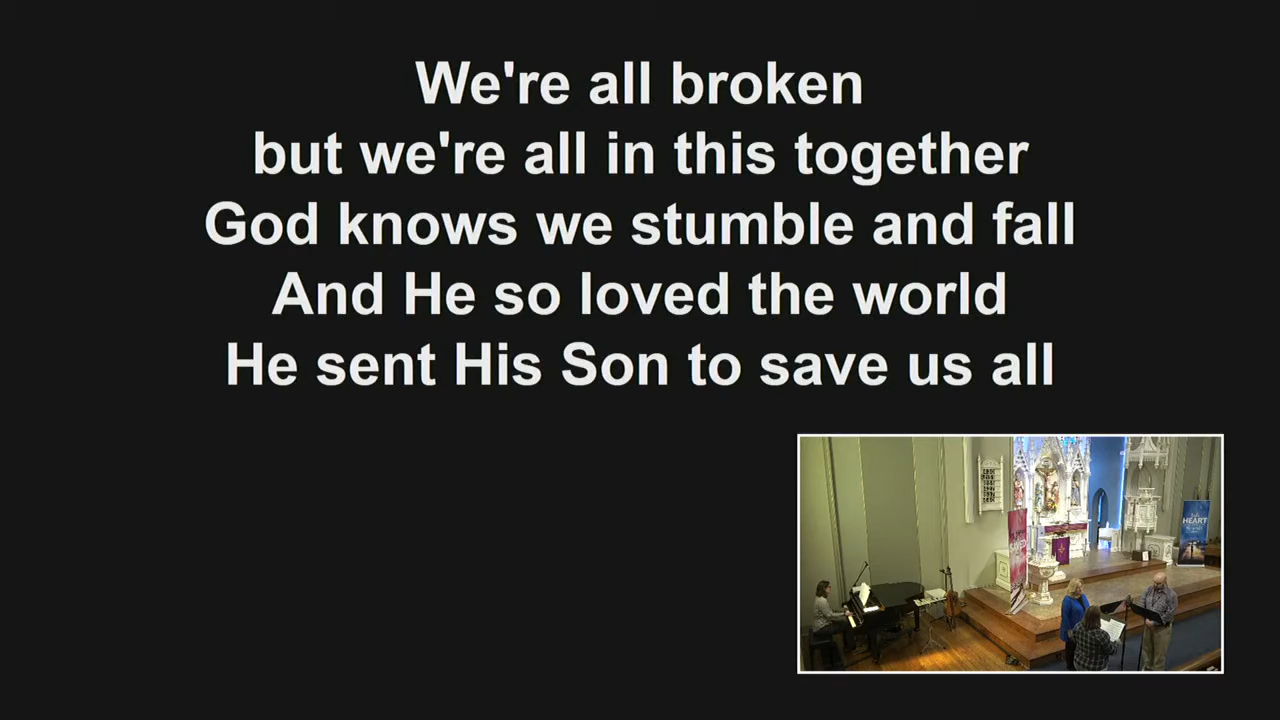 We're all broken
but we're all in this together
God knows we stumble and fall
And He so loved the world
He sent His Son to save us all
HEART